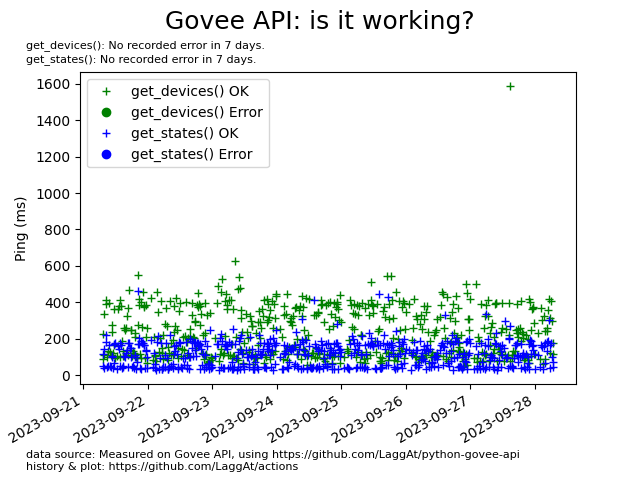 Govee API: is it working?
get_devices(): No recorded error in 7 days.
get_states(): No recorded error in 7 days.
get_devices() OK
get_devices() Error
get_states() OK
get_states() Error
Ping (ms)
1600
1400
1200
1000
800
600
400
200
0
2023-09-21
2023-09-22
2023-09-23
2023-09-24
2023-09-25
2023-09-26
2023-09-27
2023-09-28
data source: Measured on Govee API, using https://github.com/LaggAt/python-govee-api
history & plot: https://github.com/LaggAt/actions